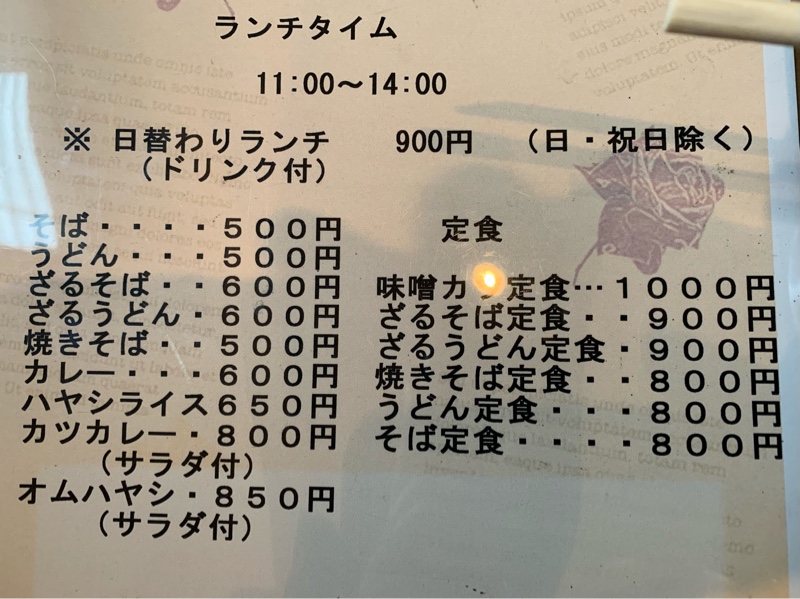 ランチタイム
11:00～14:00
※ 日替わりランチ 900円 （日・祝日除く）
（ドリンク付）
そば・・・・５００円
うどん・・・５００円
ざるそば・・６００円
ざるうどん・６００円
焼きそば・・５００円
カレー・・・６００円
ハヤシライス６５０円
カツカレー・８００円
（サラダ付）
オムハヤシ・８５０円
（サラダ付）
定食
味噌カツ定食…１０００円
ざるそば定食・・９００円
ざるうどん定食・９００円
焼きそば定食・・８００円
うどん定食・・・８００円
そば定食・・・・８００円